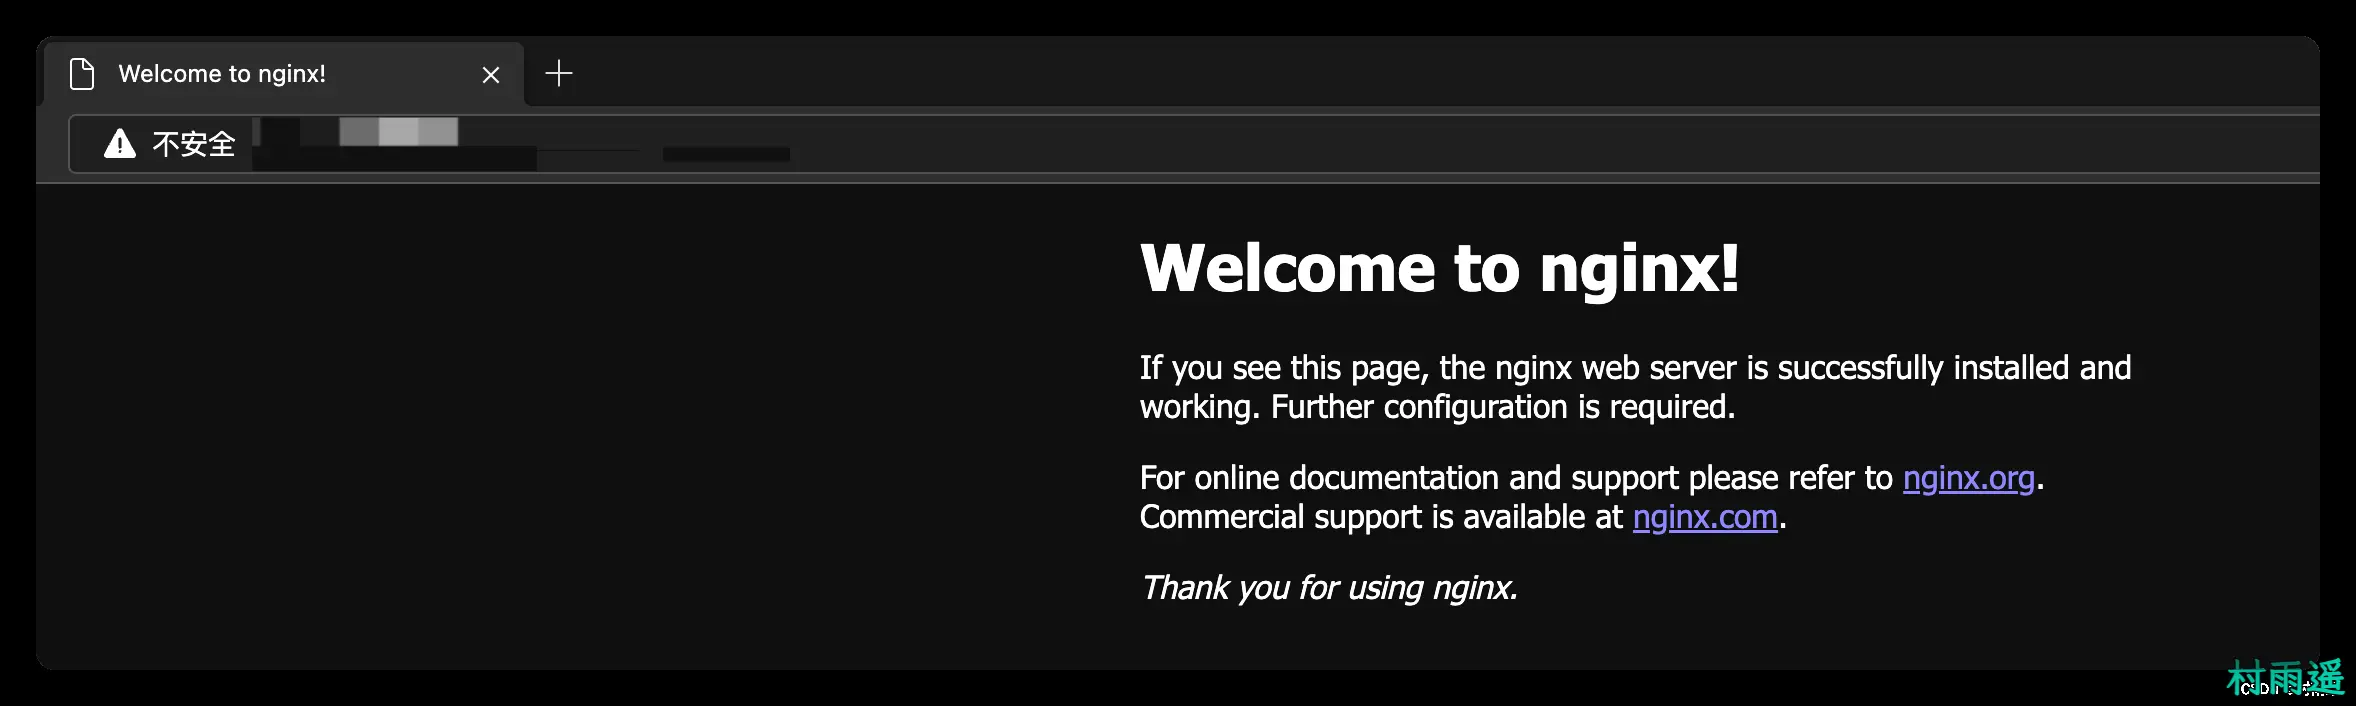 Welcome to nginx!
不安全
Welcome to nginx!
If you see this page, the nginx web server is successfully installed and
working. Further configuration is required.
For online documentation and support please refer to nginx.org.
Commercial support is available at nginx.com.
Thank you for using nginx.
村雨遥